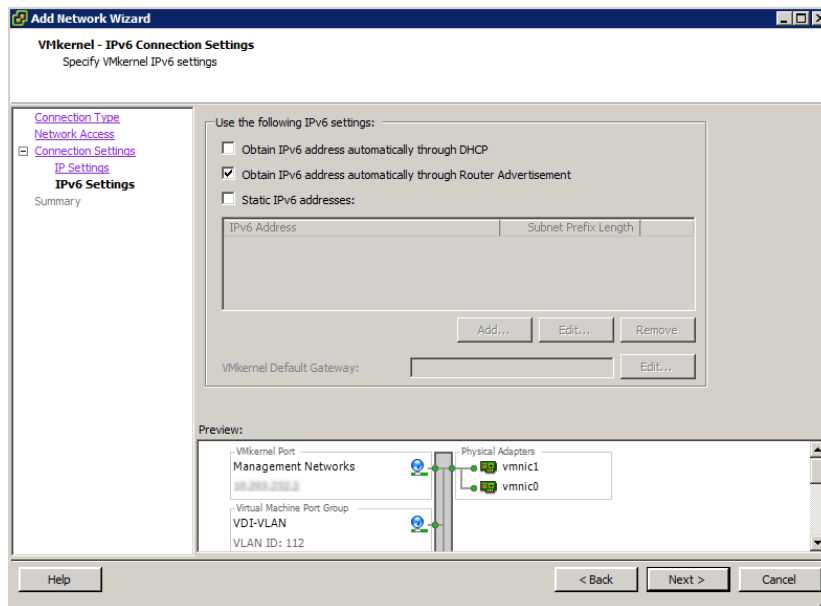 Add Network Wizard
VMkernel - IPv6 Connection Settings
Specify VMkernel IPv6 settings
Connection Type
Network Access
Connection Settings
IP Settings
IPv6 Settings
Summary
Use the following IPv6 settings:
Obtain IPv6 address automatically through DHCP
Obtain IPv6 address automatically through Router Advertisement
Static IPv6 addresses:
IPv6 Address Subnet Prefix Length
Add... Edit... Remove
VMkernel Default Gateway: Edit...
Preview:
VMkernel Port Physical Adapters
Management Networks vmnic1
vmnic0
Virtual Machine Port Group
VDI-VLAN
VLAN ID: 112
Help < Back Next > Cancel